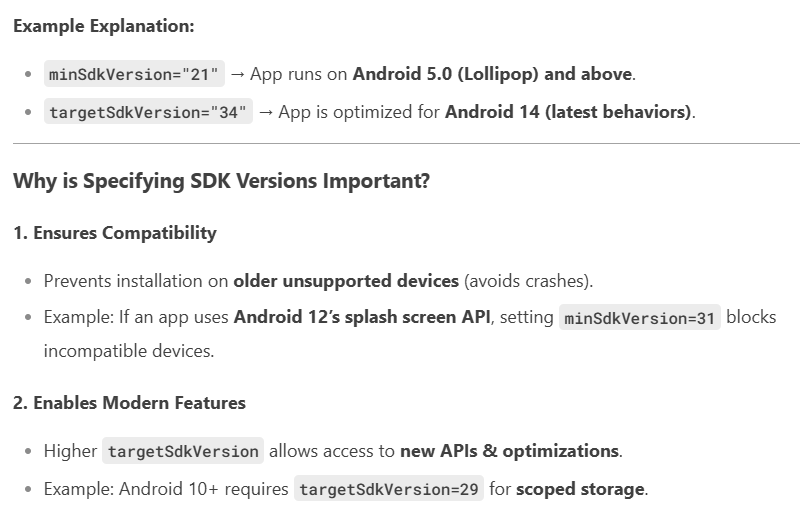 Example Explanation:
• minSdkVersion="21" → App runs on Android 5.0 (Lollipop) and above.
• targetSdkVersion="34" → App is optimized for Android 14 (latest behaviors).
Why is Specifying SDK Versions Important?
1. Ensures Compatibility
• Prevents installation on older unsupported devices (avoids crashes).
• Example: If an app uses Android 12’s splash screen API, setting minSdkVersion=31 blocks
incompatible devices.
2. Enables Modern Features
• Higher targetSdkVersion allows access to new APIs & optimizations.
• Example: Android 10+ requires targetSdkVersion=29 for scoped storage.